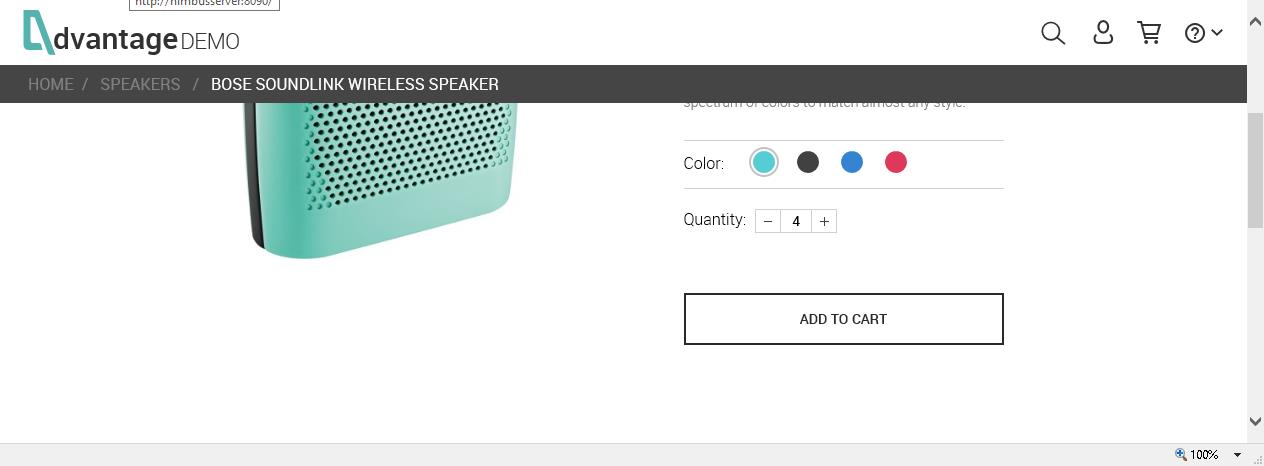 http://nimbusserver:8090/
dvantage DEMO
HOME / SPEAKERS / BOSE SOUNDLINK WIRELESS SPEAKER
spectrum of colors to match almost any style.
Color:
Quantity: − 4 +
ADD TO CART
100%